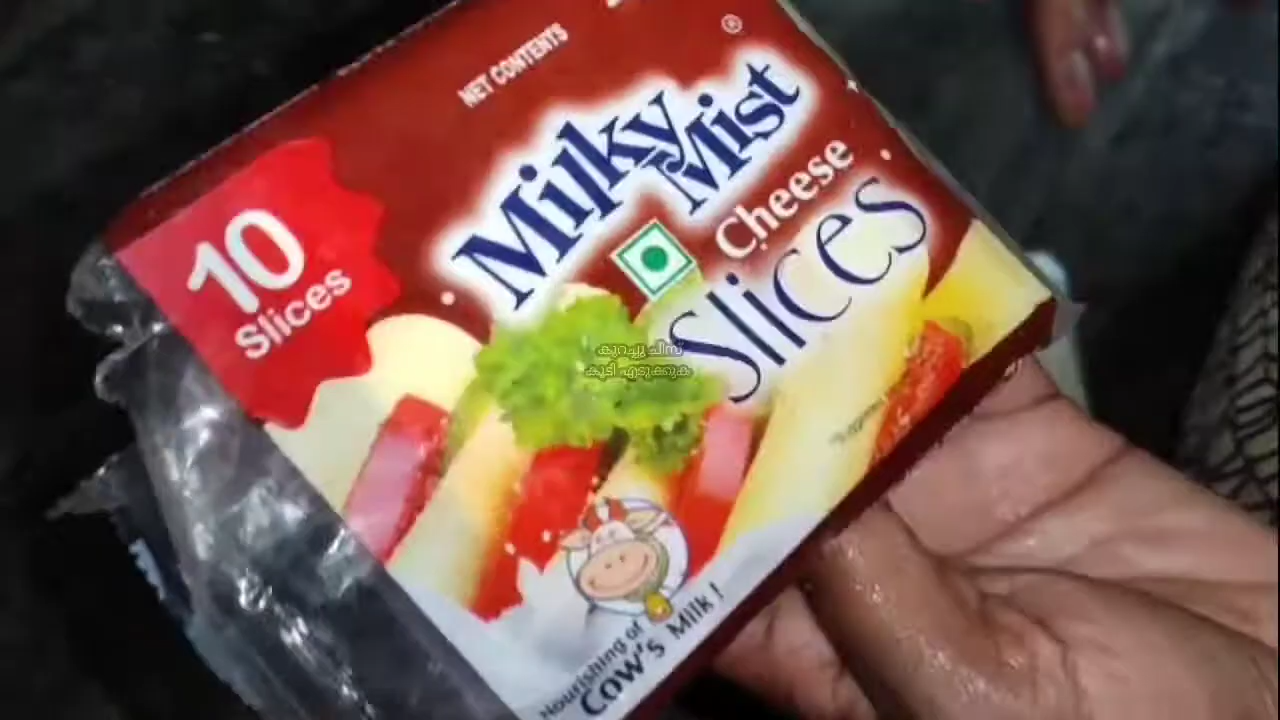 NET CONTENTS
®
Milky
Mist
Cheese
Slices
10
Slices
കുറച്ചു ചീസ്
കൂടി എടുക്കുക
Nourishing of
Cow's Milk !